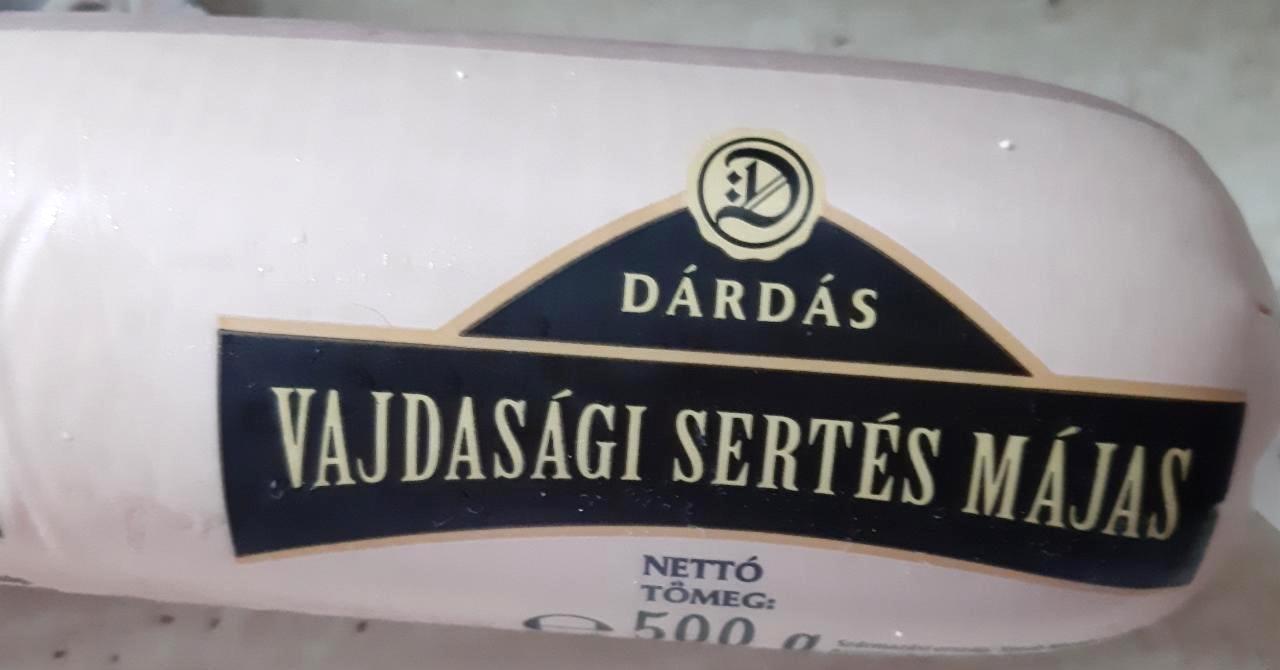 DÁRDÁS
VAJDASÁGI SERTÉS MÁJAS
NETTÓ
TÖMEG:
℮ 500 g